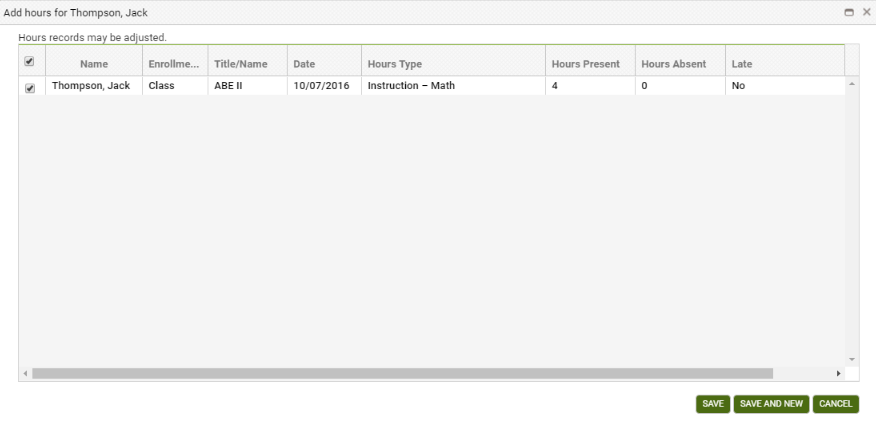 Add hours for Thompson, Jack
Hours records may be adjusted.
Name Enrollme... Title/Name Date Hours Type Hours Present Hours Absent Late
Thompson, Jack Class ABE II 10/07/2016 Instruction – Math 4 0 No
SAVE SAVE AND NEW CANCEL